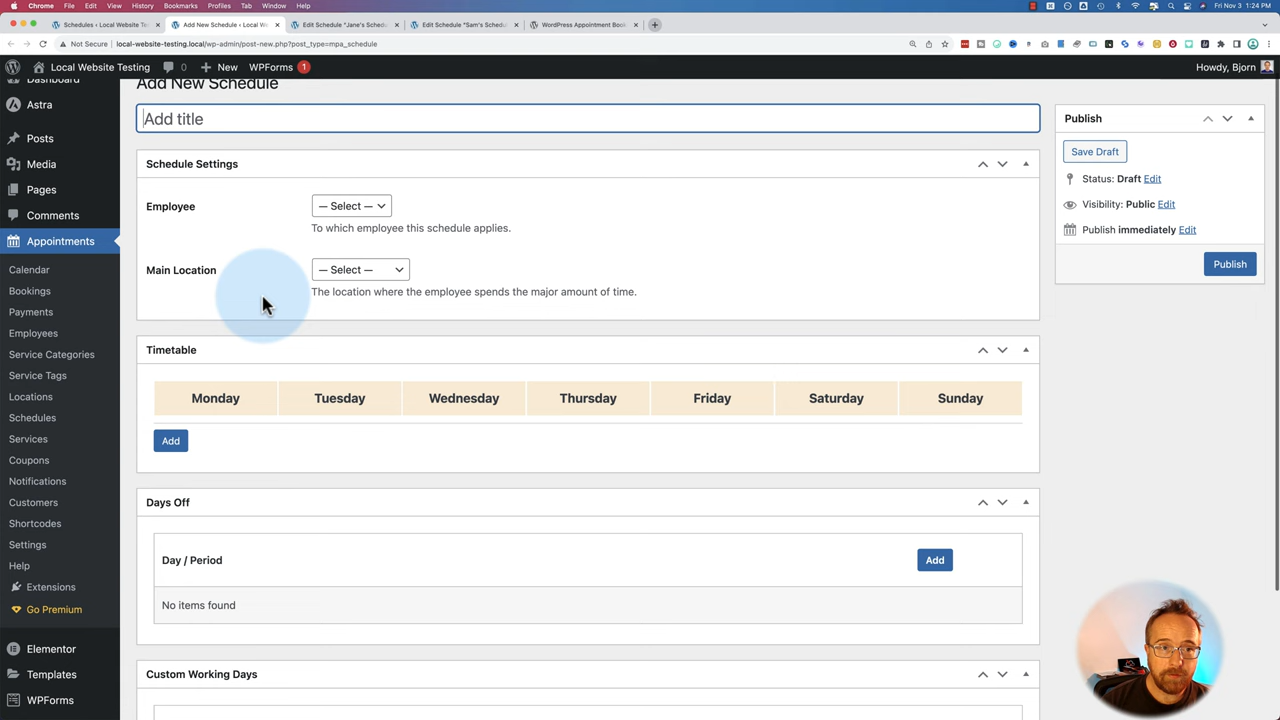 Chrome File Edit View History Bookmarks Profiles Tab Window Help Fri Nov 3 1:24 PM
Schedules ‹ Local Website Te
Add New Schedule ‹ Local W
Edit Schedule "Jane's Schedu
Edit Schedule "Sam's Schedu
WordPress Appointment Book
Not Secure local-website-testing.local/wp-admin/post-new.php?post_type=mpa_schedule
Local Website Testing 0 New WPForms 1 Howdy, Bjorn
Dashboard
Astra
Posts
Media
Pages
Comments
Appointments
Calendar
Bookings
Payments
Employees
Service Categories
Service Tags
Locations
Schedules
Services
Coupons
Notifications
Customers
Shortcodes
Settings
Help
Extensions
Go Premium
Elementor
Templates
WPForms
Add New Schedule
Add title
Schedule Settings
Employee — Select —
To which employee this schedule applies.
Main Location — Select —
The location where the employee spends the major amount of time.
Timetable
Monday Tuesday Wednesday Thursday Friday Saturday Sunday
Add
Days Off
Day / Period Add
No items found
Custom Working Days
Publish
Save Draft
Status: Draft Edit
Visibility: Public Edit
Publish immediately Edit
Publish